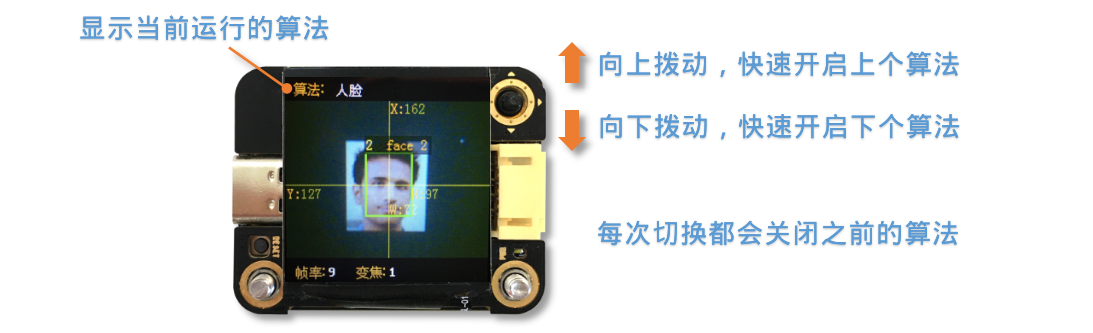 显示当前运行的算法
向上拨动，快速开启上个算法
算法: 人脸
X:162
向下拨动，快速开启下个算法
2 face 2
Y:127
97
W:72
每次切换都会关闭之前的算法
RESET
帧率:9 变焦:1